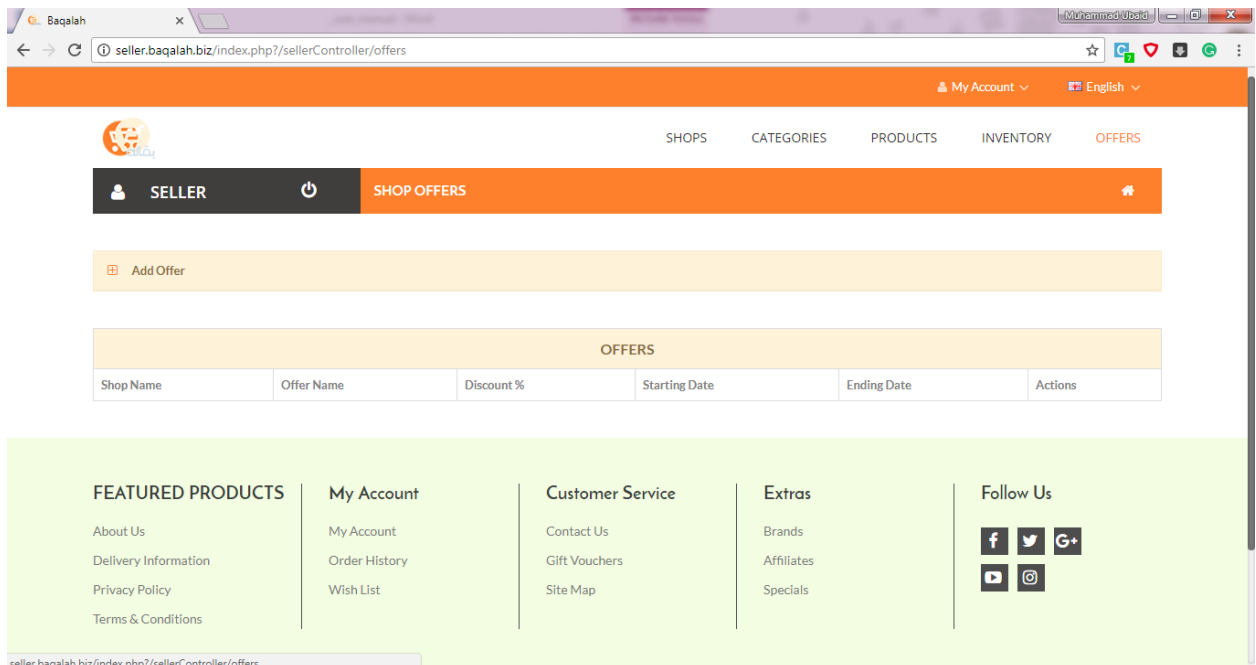 Baqalah
Muhammad Ubaid
seller.baqalah.biz/index.php?/sellerController/offers
7
My Account
English
بقالة
SHOPS CATEGORIES PRODUCTS INVENTORY OFFERS
SELLER SHOP OFFERS
Add Offer
OFFERS
Shop Name Offer Name Discount % Starting Date Ending Date Actions
FEATURED PRODUCTS My Account Customer Service Extras Follow Us
About Us My Account Contact Us Brands
Delivery Information Order History Gift Vouchers Affiliates
Privacy Policy Wish List Site Map Specials
Terms & Conditions
seller.baqalah.biz/index.php?/sellerController/offers